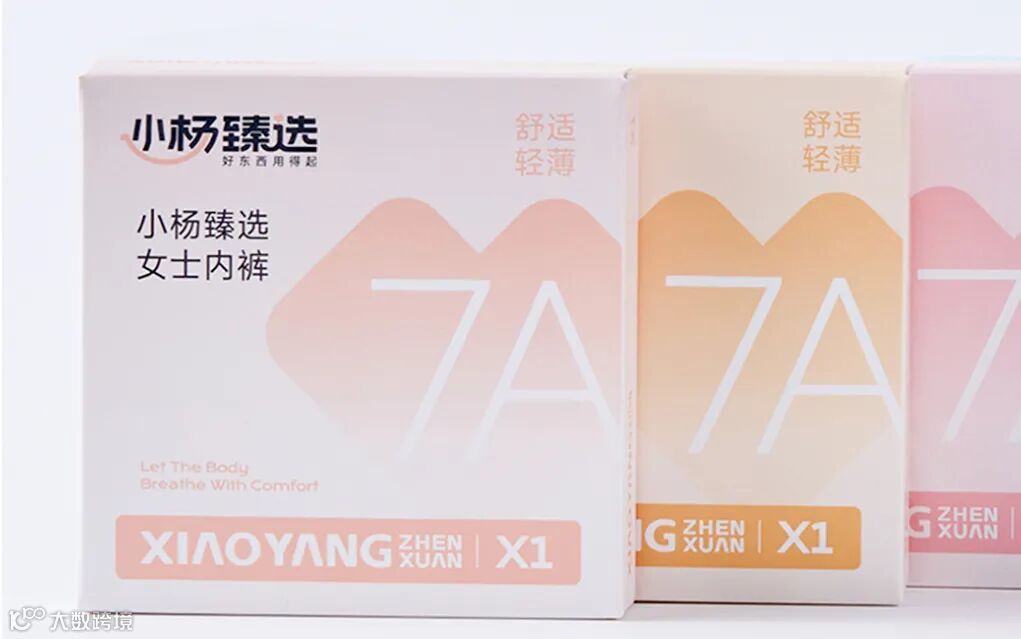 小杨臻选
好东西用得起
小杨臻选
女士内裤
舒适
轻薄
7A
Let The Body
Breathe With Comfort
XIAOYANG ZHEN XUAN | X1
舒适
轻薄
7A
NG ZHEN XUAN | X1
7A
G ZHEN XUAN |
大数跨境